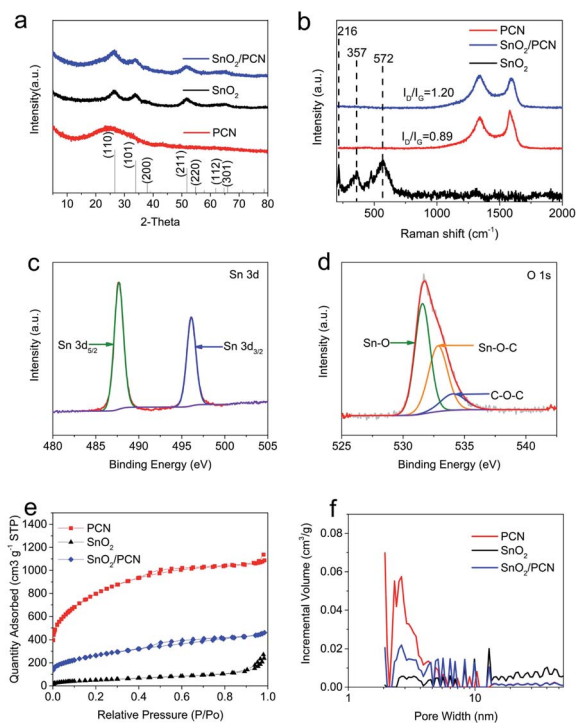 a
Intensity(a.u.)
SnO2/PCN
SnO2
PCN
(110)
(101)
(200)
(211)
(220)
(112)
(301)
10 20 30 40 50 60 70 80
2-Theta
b
Intensity (a.u.)
216
357
572
PCN
SnO2/PCN
SnO2
ID/IG=1.20
ID/IG=0.89
500 1000 1500 2000
Raman shift (cm-1)
c
Sn 3d
Intensity (a.u.)
Sn 3d5/2
Sn 3d3/2
480 485 490 495 500 505
Binding Energy (eV)
d
O 1s
Intensity (a.u.)
Sn-O
Sn-O-C
C-O-C
525 530 535 540
Binding Energy (eV)
e
Quantity Adsorbed (cm3 g-1 STP)
1400
1200
1000
800
600
400
200
0
PCN
SnO2
SnO2/PCN
0.0 0.2 0.4 0.6 0.8 1.0
Relative Pressure (P/Po)
f
Incremental Volume (cm3/g)
0.08
0.06
0.04
0.02
0.00
PCN
SnO2
SnO2/PCN
1 10
Pore Width (nm)